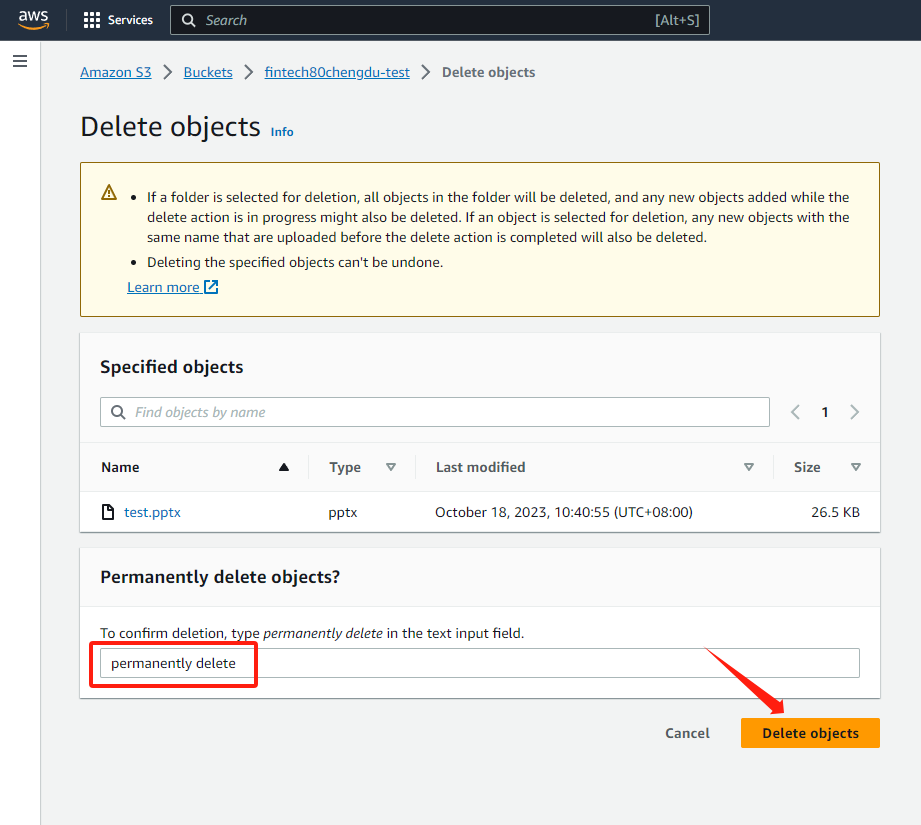 aws Services Search [Alt+S]
Amazon S3 > Buckets > fintech80chengdu-test > Delete objects
Delete objects Info
• If a folder is selected for deletion, all objects in the folder will be deleted, and any new objects added while the
delete action is in progress might also be deleted. If an object is selected for deletion, any new objects with the
same name that are uploaded before the delete action is completed will also be deleted.
• Deleting the specified objects can't be undone.
Learn more
Specified objects
Find objects by name 1
Name Type Last modified Size
test.pptx pptx October 18, 2023, 10:40:55 (UTC+08:00) 26.5 KB
Permanently delete objects?
To confirm deletion, type permanently delete in the text input field.
permanently delete
Cancel Delete objects